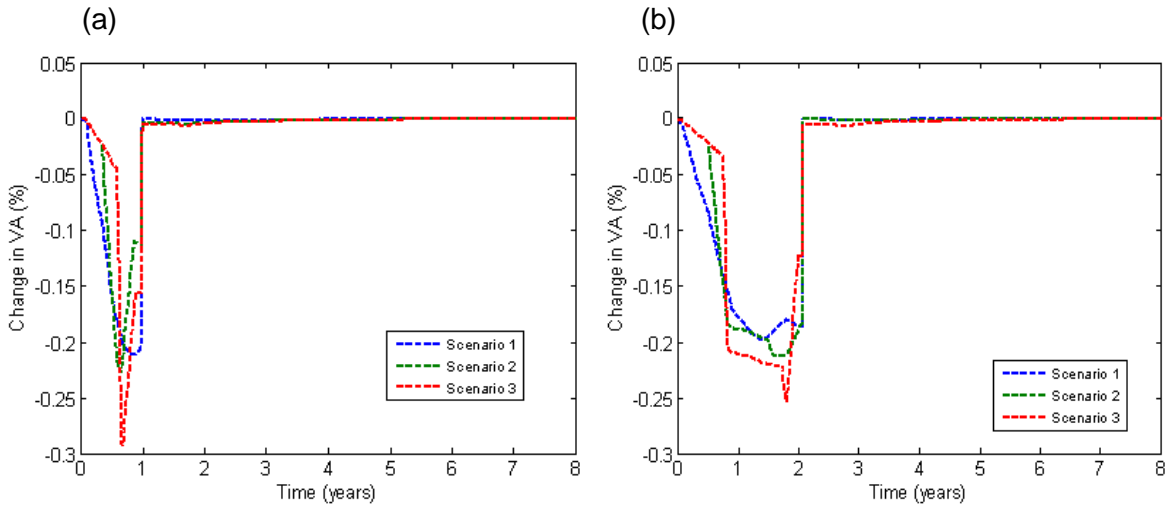 (a)
0.05
0
-0.05
-0.1
-0.15
-0.2
-0.25
-0.3
Change in VA (%)
0 1 2 3 4 5 6 7 8
Time (years)
Scenario 1
Scenario 2
Scenario 3
(b)
0.05
0
-0.05
-0.1
-0.15
-0.2
-0.25
-0.3
Change in VA (%)
0 1 2 3 4 5 6 7 8
Time (years)
Scenario 1
Scenario 2
Scenario 3